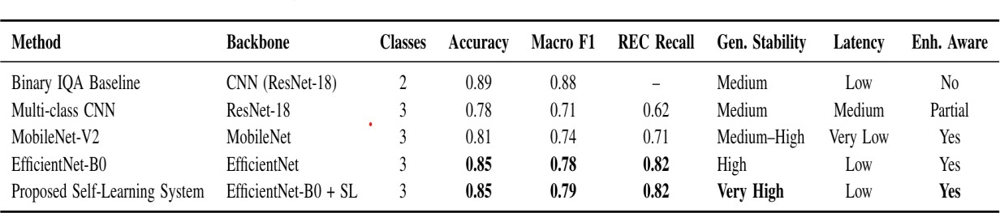 Method Backbone Classes Accuracy Macro F1 REC Recall Gen. Stability Latency Enh. Aware
Binary IQA Baseline CNN (ResNet-18) 2 0.89 0.88 – Medium Low No
Multi-class CNN ResNet-18 3 0.78 0.71 0.62 Medium Medium Partial
MobileNet-V2 MobileNet 3 0.81 0.74 0.71 Medium–High Very Low Yes
EfficientNet-B0 EfficientNet 3 0.85 0.78 0.82 High Low Yes
Proposed Self-Learning System EfficientNet-B0 + SL 3 0.85 0.79 0.82 Very High Low Yes